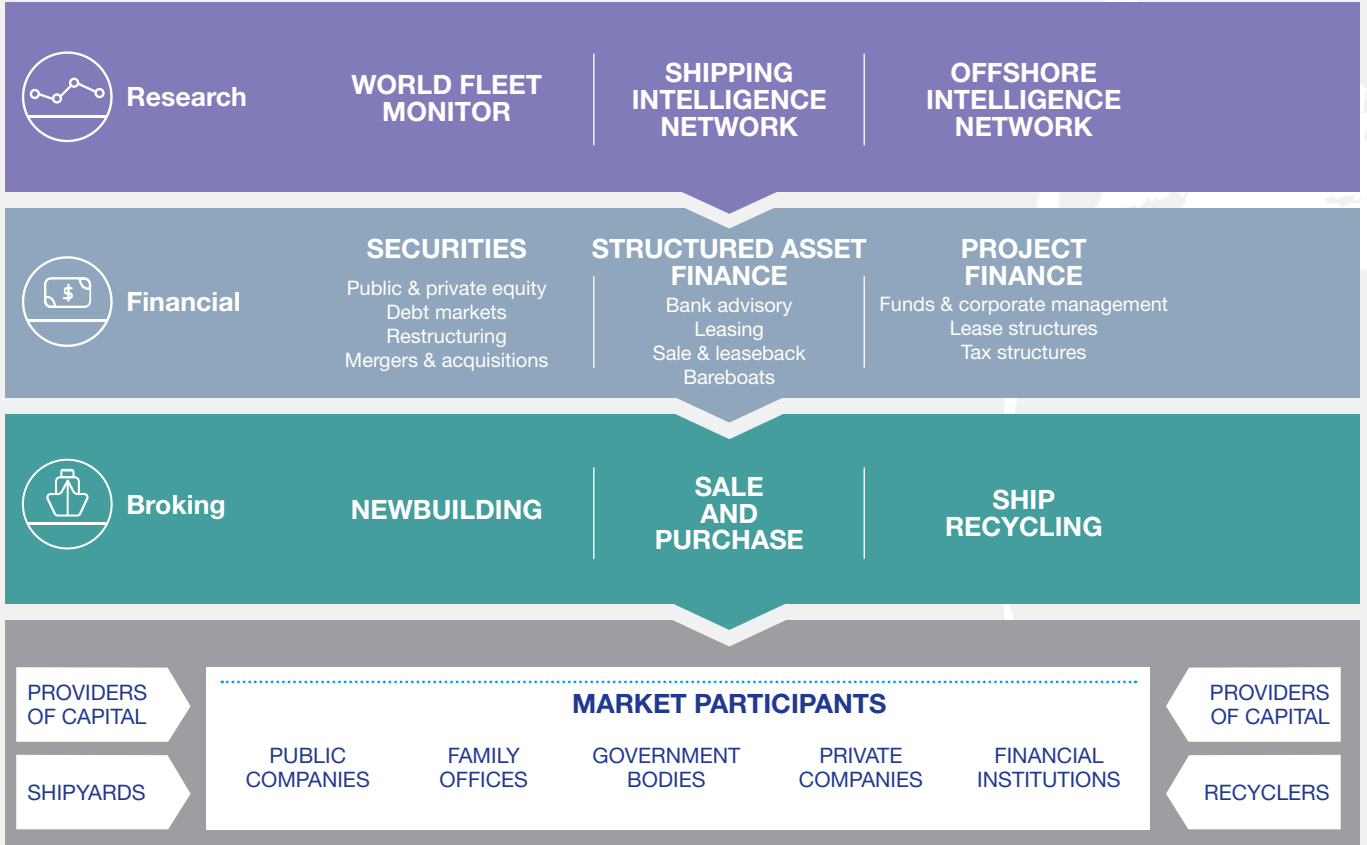 Research
WORLD FLEET
MONITOR
SHIPPING
INTELLIGENCE
NETWORK
OFFSHORE
INTELLIGENCE
NETWORK
$
Financial
SECURITIES
Public & private equity
Debt markets
Restructuring
Mergers & acquisitions
STRUCTURED ASSET
FINANCE
Bank advisory
Leasing
Sale & leaseback
Bareboats
PROJECT
FINANCE
Funds & corporate management
Lease structures
Tax structures
Broking
NEWBUILDING
SALE
AND
PURCHASE
SHIP
RECYCLING
PROVIDERS
OF CAPITAL
SHIPYARDS
MARKET PARTICIPANTS
PUBLIC
COMPANIES
FAMILY
OFFICES
GOVERNMENT
BODIES
PRIVATE
COMPANIES
FINANCIAL
INSTITUTIONS
PROVIDERS
OF CAPITAL
RECYCLERS